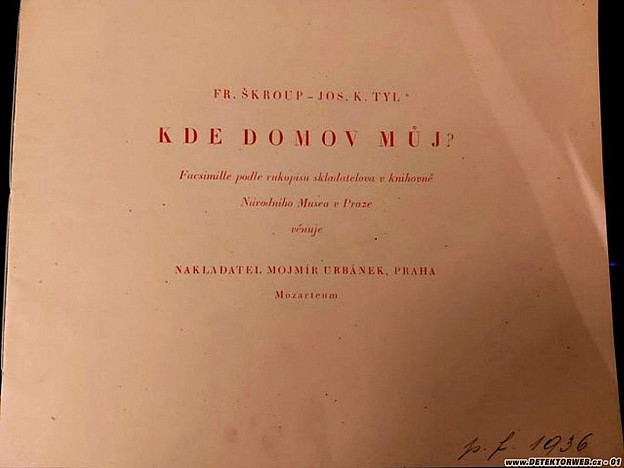 FR. ŠKROUP – JOS. K. TYL
KDE DOMOV MŮJ?
Facsimille podle rukopisu skladatelova v knihovně
Národního Musea v Praze
věnuje
NAKLADATEL MOJMÍR URBÁNEK, PRAHA
Mozarteum
p. f. 1936
www.DETEKTORWEB.cz - 01